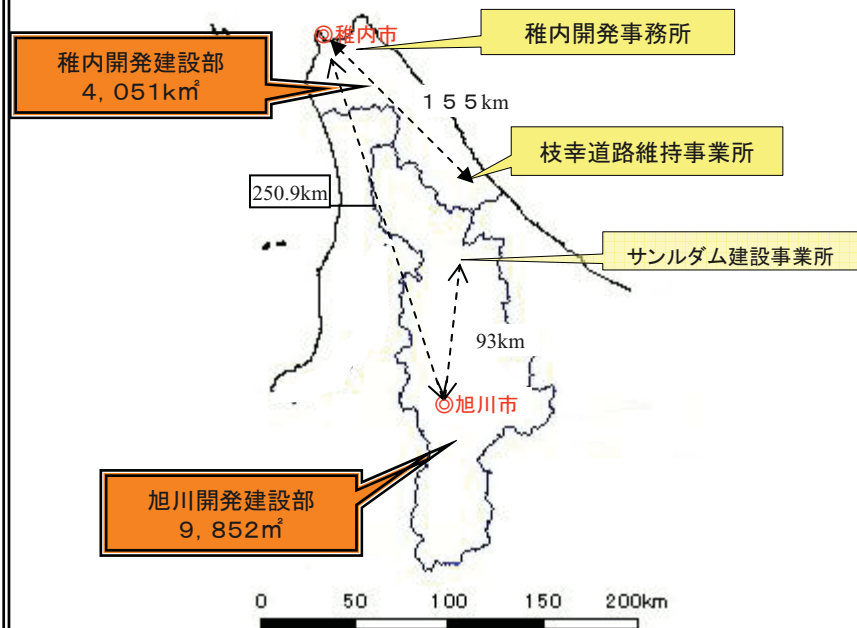 ◎稚内市
稚内開発事務所
稚内開発建設部
4,051k㎡
155km
枝幸道路維持事業所
250.9km
サンルダム建設事業所
93km
◎旭川市
旭川開発建設部
9,852㎡
0 50 100 150 200km